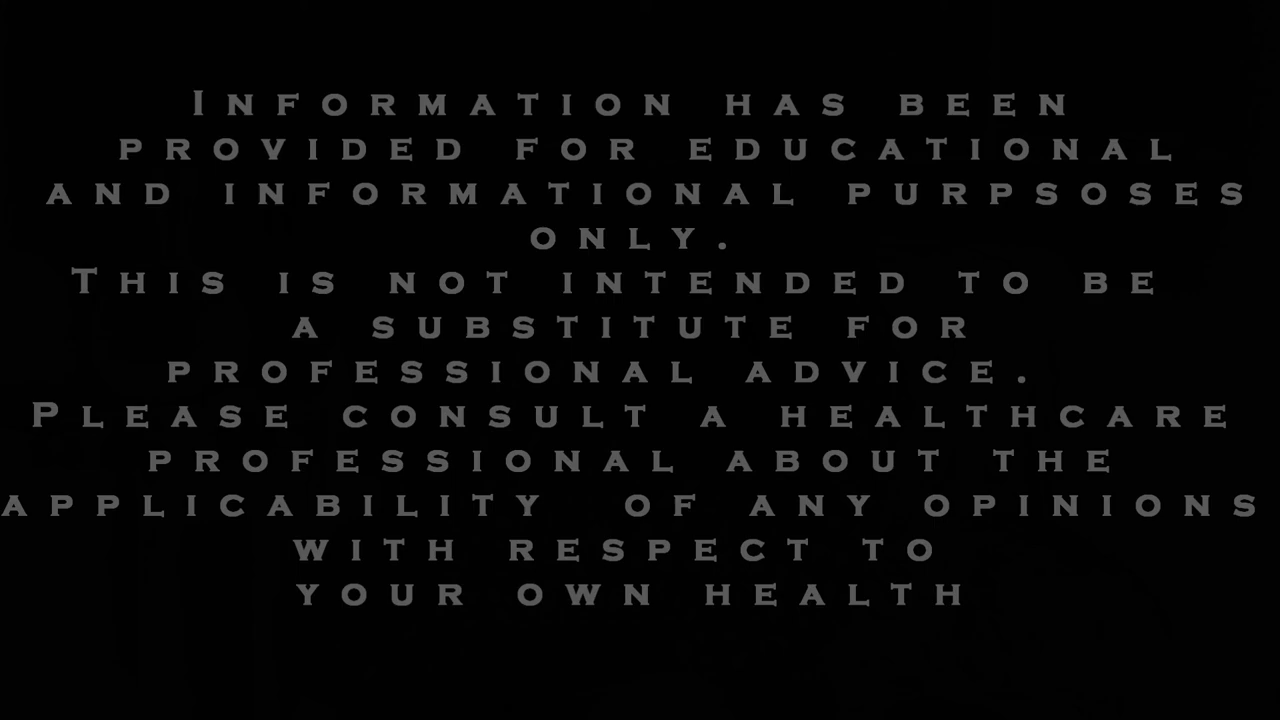 Information has been
provided for educational
and informational purpsoses
only.
This is not intended to be
a substitute for
professional advice.
Please consult a healthcare
professional about the
applicability of any opinions
with respect to
your own health